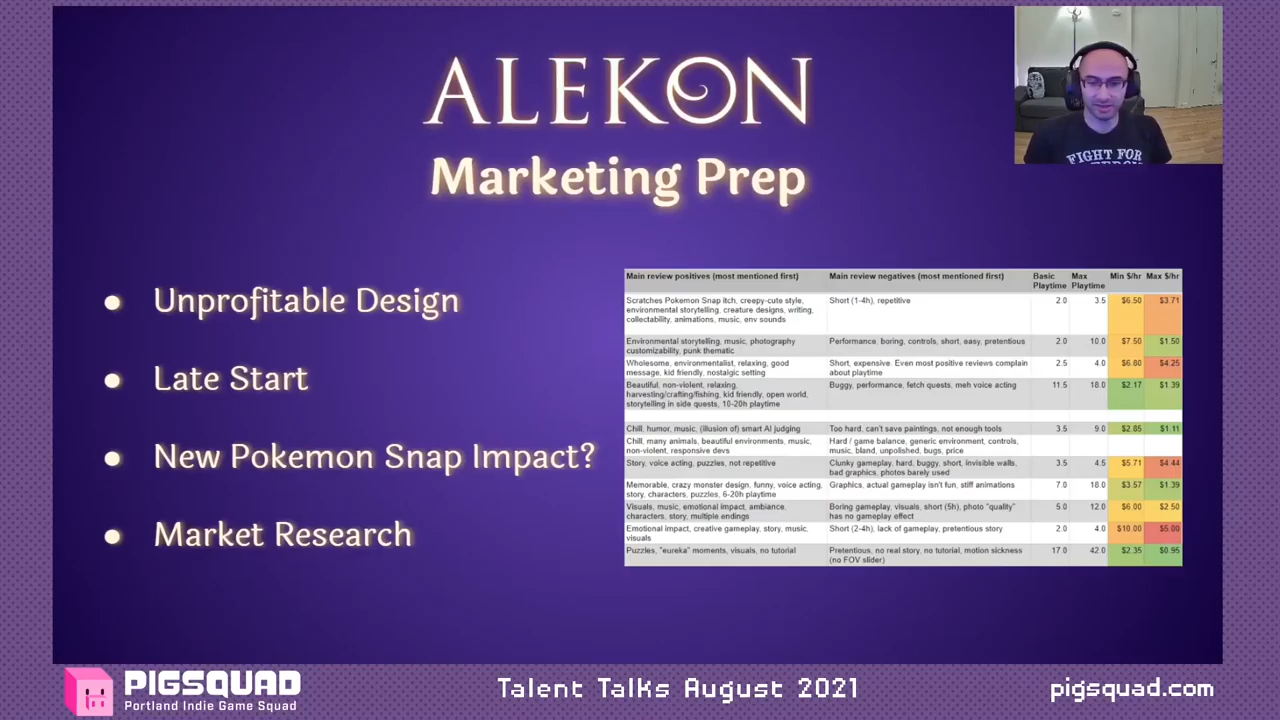 ALEKON
Marketing Prep
FIGHT FOR
• Unprofitable Design
• Late Start
• New Pokemon Snap Impact?
• Market Research
Main review positives (most mentioned first) Main review negatives (most mentioned first) Basic Playtime Max Playtime Min $/hr Max $/hr
Scratches Pokemon Snap itch, creepy-cute style, Short (1-4h), repetitive 2.0 3.5 $6.50 $3.71
environmental storytelling, creature designs, writing,
collectability, animations, music, env sounds
Environmental storytelling, music, photography Performance, boring, controls, short, easy, pretentious 2.0 10.0 $7.50 $1.50
customizability, punk thematic
Wholesome, environmentalist, relaxing, good Short, expensive. Even most positive reviews complain 2.5 4.0 $6.80 $4.25
message, kid friendly, nostalgic setting about playtime
Beautiful, non-violent, relaxing, Buggy, performance, fetch quests, meh voice acting 11.5 18.0 $2.17 $1.39
harvesting/crafting/fishing, kid friendly, open world,
storytelling in side quests, 10-20h playtime
Chill, humor, music, (illusion of) smart AI judging Too hard, can't save paintings, not enough tools 3.5 9.0 $2.85 $1.11
Chill, many animals, beautiful environments, music, Hard / game balance, generic environment, controls,
non-violent, responsive devs music, bland, unpolished, bugs, price
Story, voice acting, puzzles, not repetitive Clunky gameplay, hard, buggy, short, invisible walls, 3.5 4.5 $5.71 $4.44
bad graphics, photos barely used
Memorable, crazy monster design, funny, voice acting, Graphics, actual gameplay isn't fun, stiff animations 7.0 18.0 $3.57 $1.39
story, characters, puzzles, 6-20h playtime
Visuals, music, emotional impact, ambiance, Boring gameplay, visuals, short (5h), photo "quality" 5.0 12.0 $6.00 $2.50
characters, story, multiple endings has no gameplay effect
Emotional impact, creative gameplay, story, music, Short (2-4h), lack of gameplay, pretentious story 2.0 4.0 $10.00 $5.00
visuals
Puzzles, "eureka" moments, visuals, no tutorial Pretentious, no real story, no tutorial, motion sickness 17.0 42.0 $2.35 $0.95
(no FOV slider)
PIGSQUAD
Portland Indie Game Squad
Talent Talks August 2021
pigsquad.com